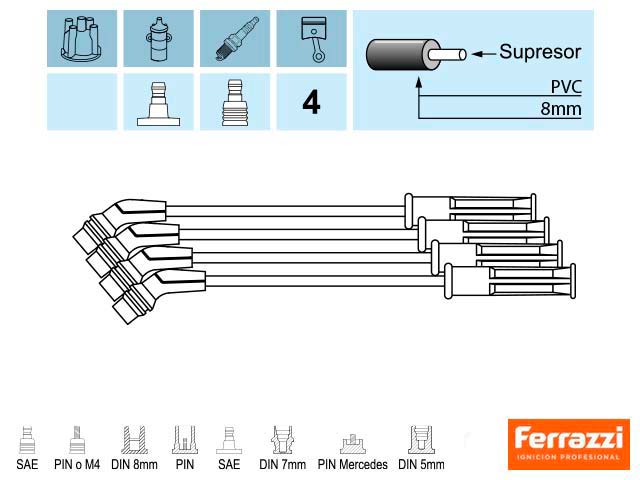 Supresor
PVC
4
8mm
SAE PIN o M4 DIN 8mm PIN SAE DIN 7mm PIN Mercedes DIN 5mm
Ferrazzi
IGNICION PROFESIONAL